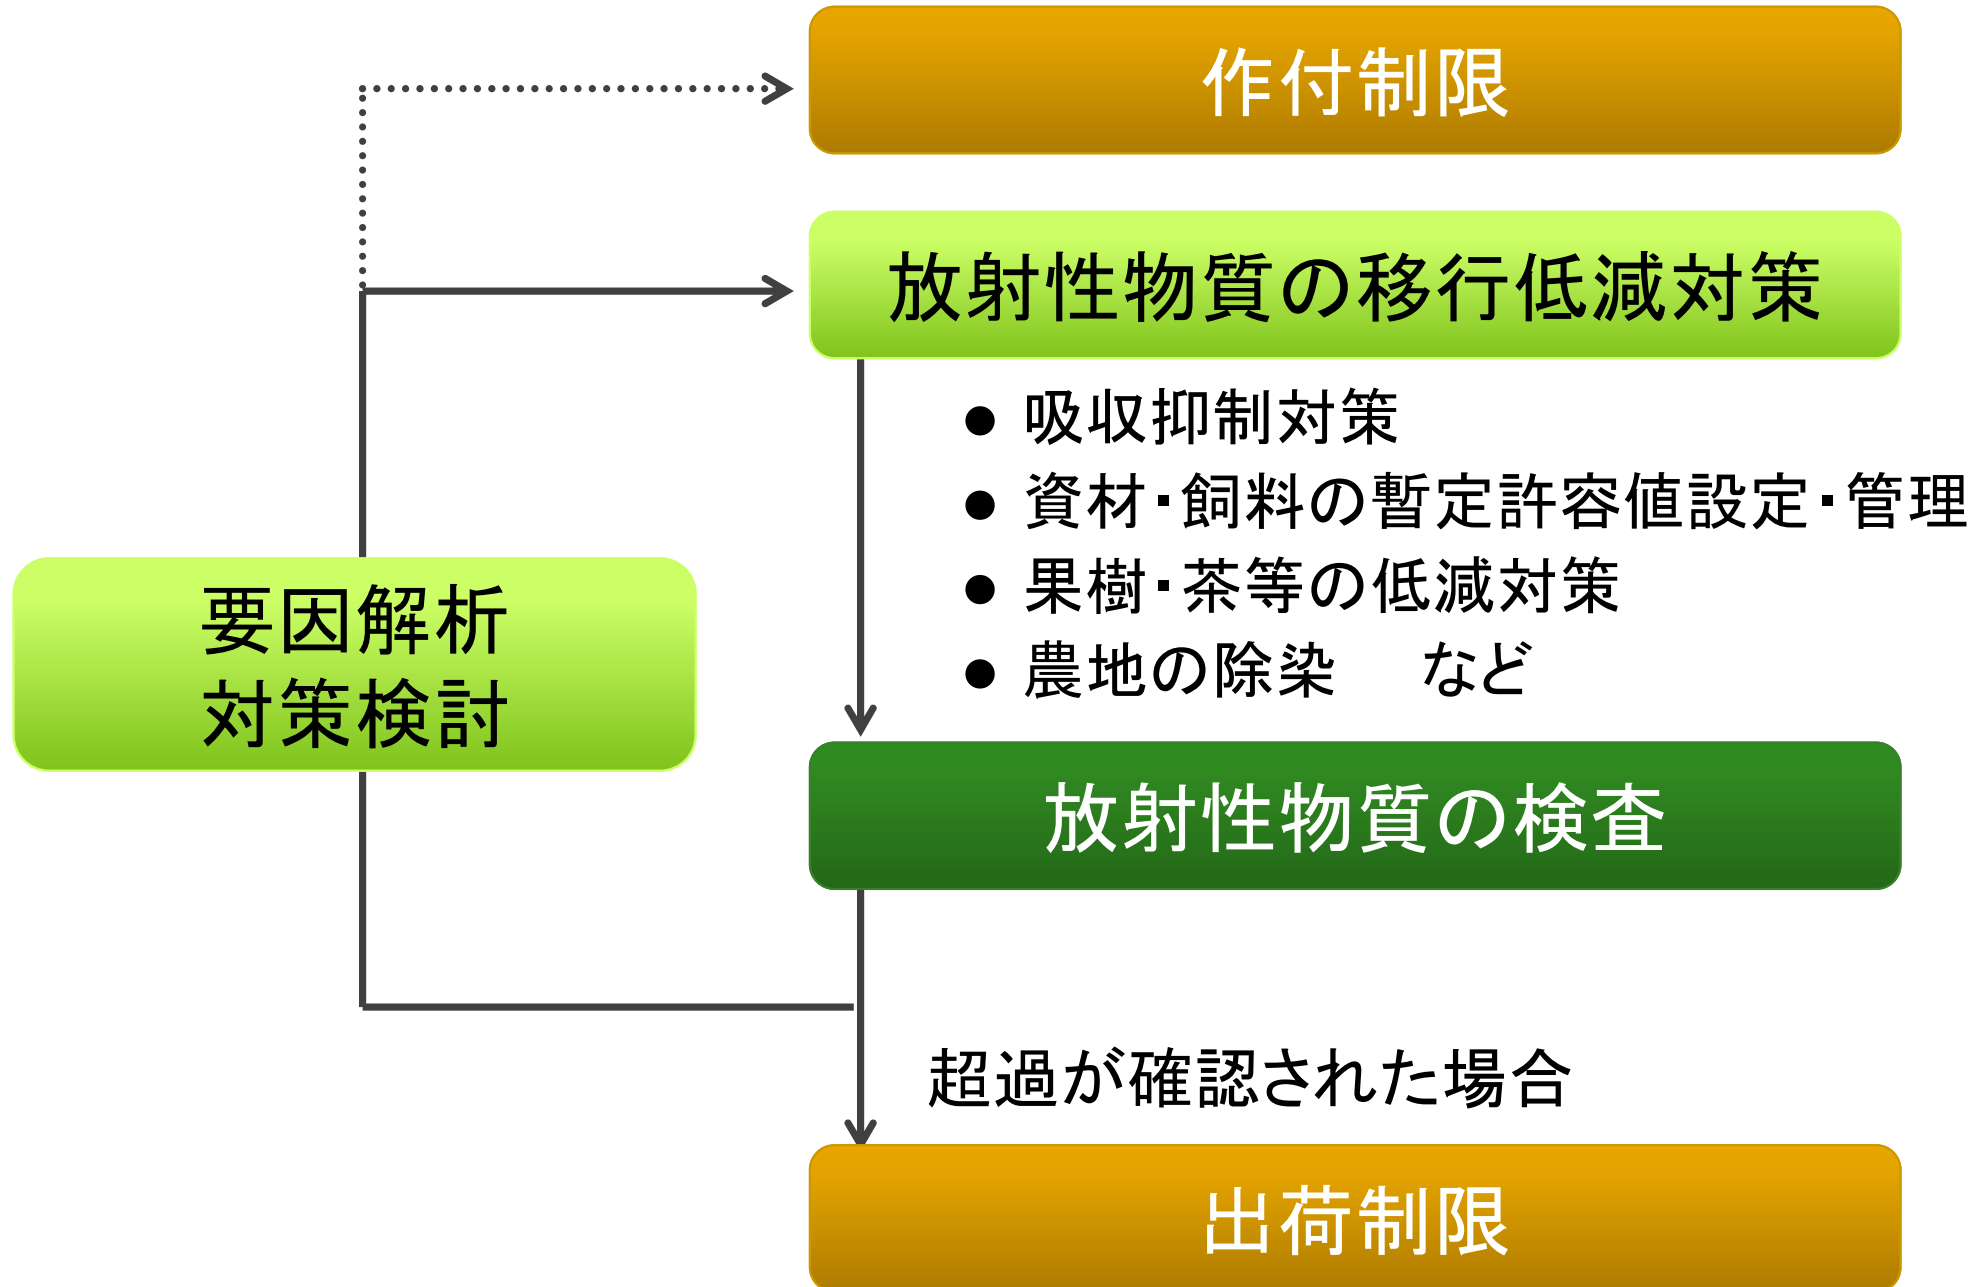 作付制限
放射性物質の移行低減対策
● 吸収抑制対策
● 資材・飼料の暫定許容値設定・管理
● 果樹・茶等の低減対策
● 農地の除染　など
要因解析
対策検討
放射性物質の検査
超過が確認された場合
出荷制限